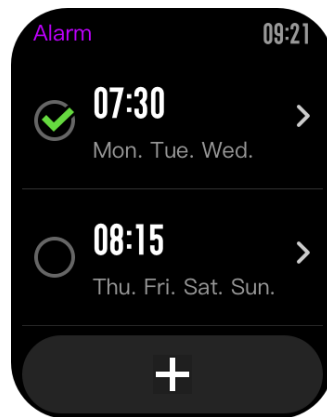 Alarm 09:21
07:30
Mon. Tue. Wed.
08:15
Thu. Fri. Sat. Sun.